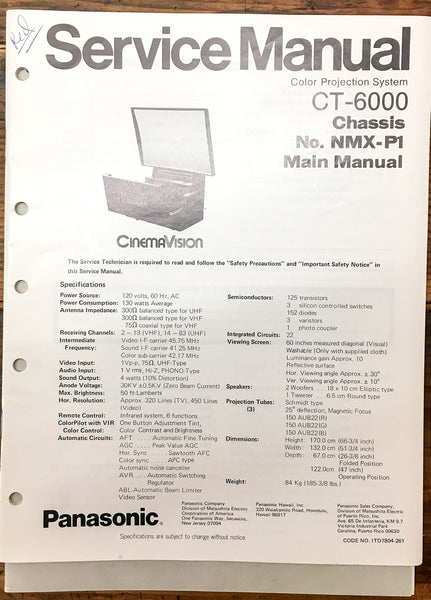 Red
Service Manual
Color Projection System
CT-6000
Chassis
No. NMX-P1
Main Manual
CINEMAVISION
The Service Technician is required to read and follow the "Safety Precautions" and "Important Safety Notice" in
this Service Manual.
Specifications
Power Source: 120 volts, 60 Hz, AC
Power Consumption: 130 watts Average
Antenna Impedance: 300Ω balanced type for UHF
300Ω balanced type for VHF
75Ω coaxial type for VHF
Receiving Channels: 2 – 13 (VHF), 14 – 83 (UHF)
Intermediate Video I-F carrier 45.75 MHz
Frequency: Sound I-F carrier 41.25 MHz
Color sub-carrier 42.17 MHz
Video Input: 1Vp-p, 75Ω, UHF-Type
Audio Input: 1 V rms, Hi-Z, PHONO-Type
Sound Output: 4 watts (10% Distortion)
Anode Voltage: 30KV ±0.5KV (Zero Beam Current)
Max. Brightness: 50 ft-Lamberts
Hor. Resolution: Approx. 320 Lines (TV), 450 Lines
(Video)
Remote Control: Infrared system, 6 functions
ColorPilot with VIR One Button Adjustment Tint,
Color Control: Contrast and Brightness
Automatic Circuits: AFT .... Automatic Fine Tuning
AGC .... Peak Value AGC
Hor. Sync .. Sawtooth AFC
Color sync .. APC type
Automatic noise canceller
AVR .... Automatic Switching
Regulator
ABL-Automatic Beam Limiter
Video Sensor
Semiconductors: 125 transistors
3 silicon controlled switches
152 diodes
3 varistors
1 photo coupler
Integrated Circuits: 22
Viewing Screen: 60 inches measured diagonal (Visual)
Washable (Only with supplied cloth)
Luminance gain Approx. 10
Reflective surface
Hor. Viewing angle Approx. ± 30°
Ver. Viewing angle Approx. ± 10°
Speakers: 2 Woofers .. 18 x 10 cm Elliptic type
1 Tweeter .. 6.5 cm Round type
Projection Tubes: Schmidt type
(3) 25° deflection, Magnetic Focus
150 AUB22(R)
150 AUB22(G)
150 AUB22(B)
Dimensions: Height 170.0 cm (66-3/4 inch)
Width 132.0 cm (51-3/4 inch)
Depth 67.0 cm (26-3/8 inch)
Folded Position
122.0cm (47 inch)
Extended Position
Weight: 84 Kg (185-3/8 lbs.)
Panasonic
Panasonic Company
Division of Matsushita Electric
Corporation of America
One Panasonic Way, Secaucus,
New Jersey 07094
Panasonic Hawaii, Inc.
320 Waiakamilo Road, Honolulu,
Hawaii 96817
Panasonic Sales Company,
Division of Matsushita Electric
of Puerto Rico, Inc.
Ave. 65 De Infanteria, KM 9.7
Victoria Industrial Park
Carolina, Puerto Rico 00630
Specifications are subject to change without notice.
CODE NO. ITD7804-261